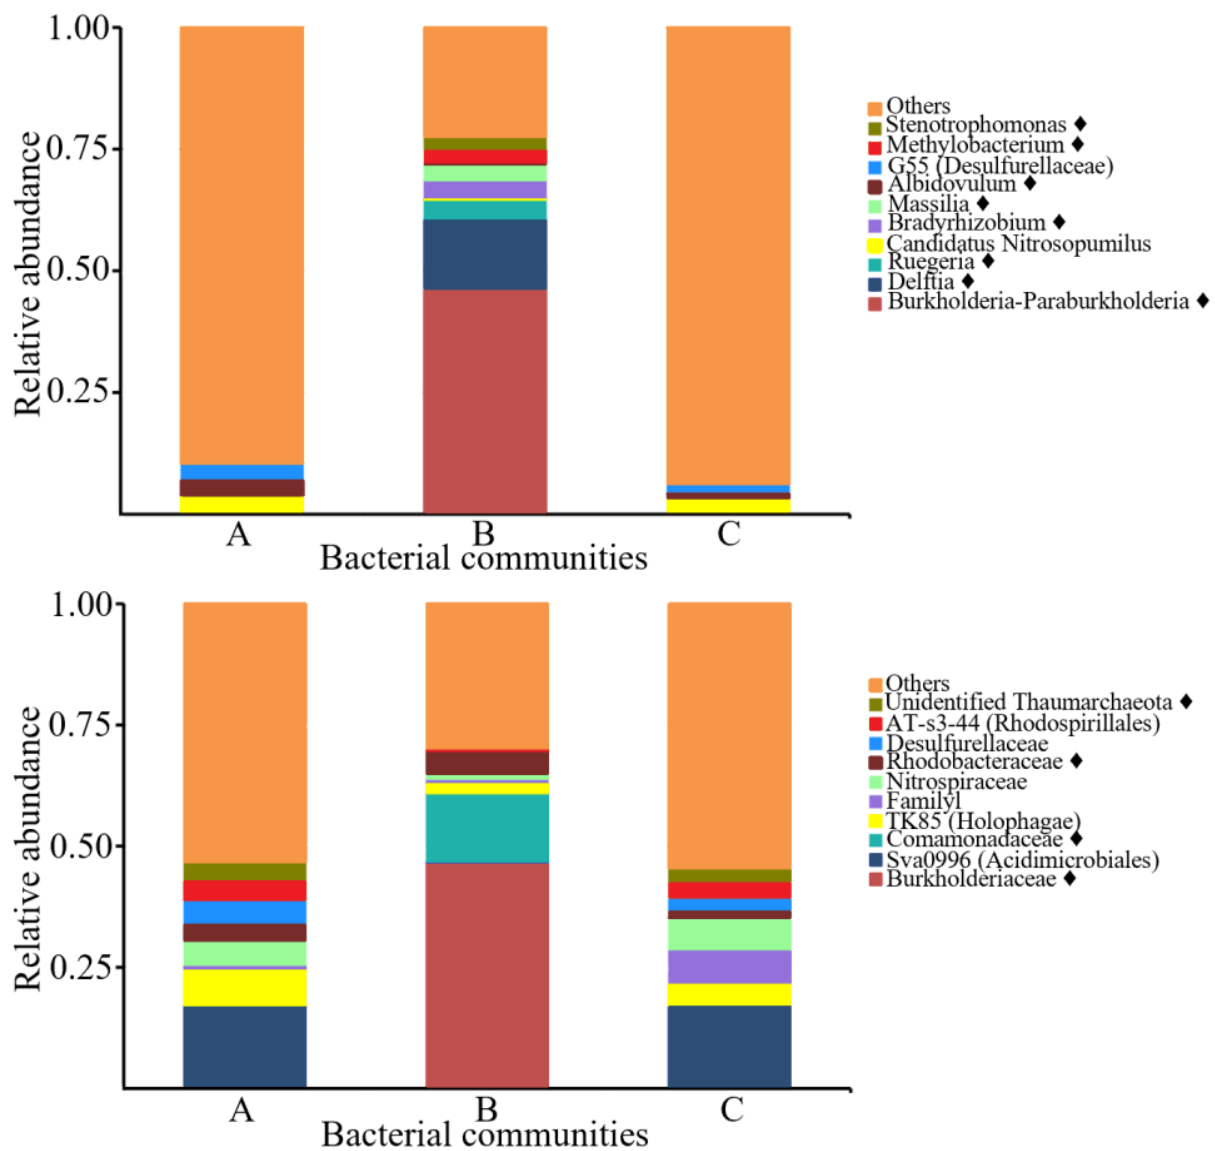 1.00
0.75
0.50
0.25
Relative abundance
A
B
C
Bacterial communities
Others
Stenotrophomonas ♦
Methylobacterium ♦
G55 (Desulfurellaceae)
Albidovulum ♦
Massilia ♦
Bradyrhizobium ♦
Candidatus Nitrosopumilus
Ruegeria ♦
Delftia ♦
Burkholderia-Paraburkholderia ♦
1.00
0.75
0.50
0.25
Relative abundance
A
B
C
Bacterial communities
Others
Unidentified Thaumarchaeota ♦
AT-s3-44 (Rhodospirillales)
Desulfurellaceae
Rhodobacteraceae ♦
Nitrospiraceae
Familyl
TK85 (Holophagae)
Comamonadaceae ♦
Sva0996 (Acidimicrobiales)
Burkholderiaceae ♦